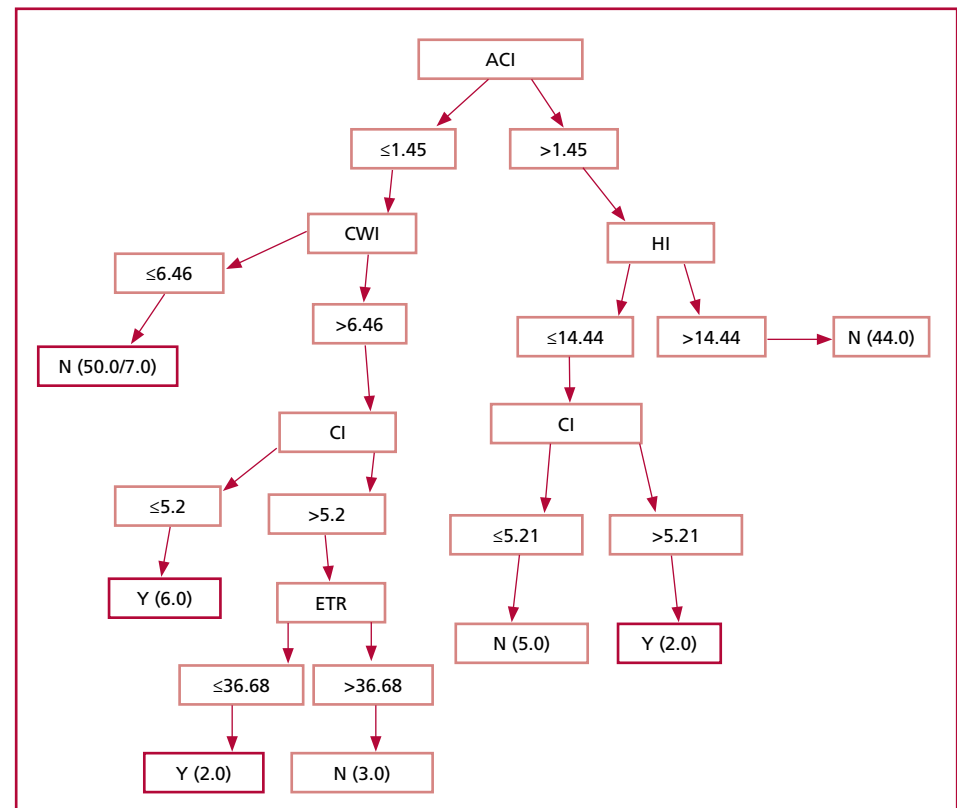 ACI
≤1.45
>1.45
CWI
HI
≤6.46
>6.46
≤14.44
>14.44
N (44.0)
N (50.0/7.0)
CI
CI
≤5.2
>5.2
≤5.21
>5.21
Y (6.0)
ETR
N (5.0)
Y (2.0)
≤36.68
>36.68
Y (2.0)
N (3.0)